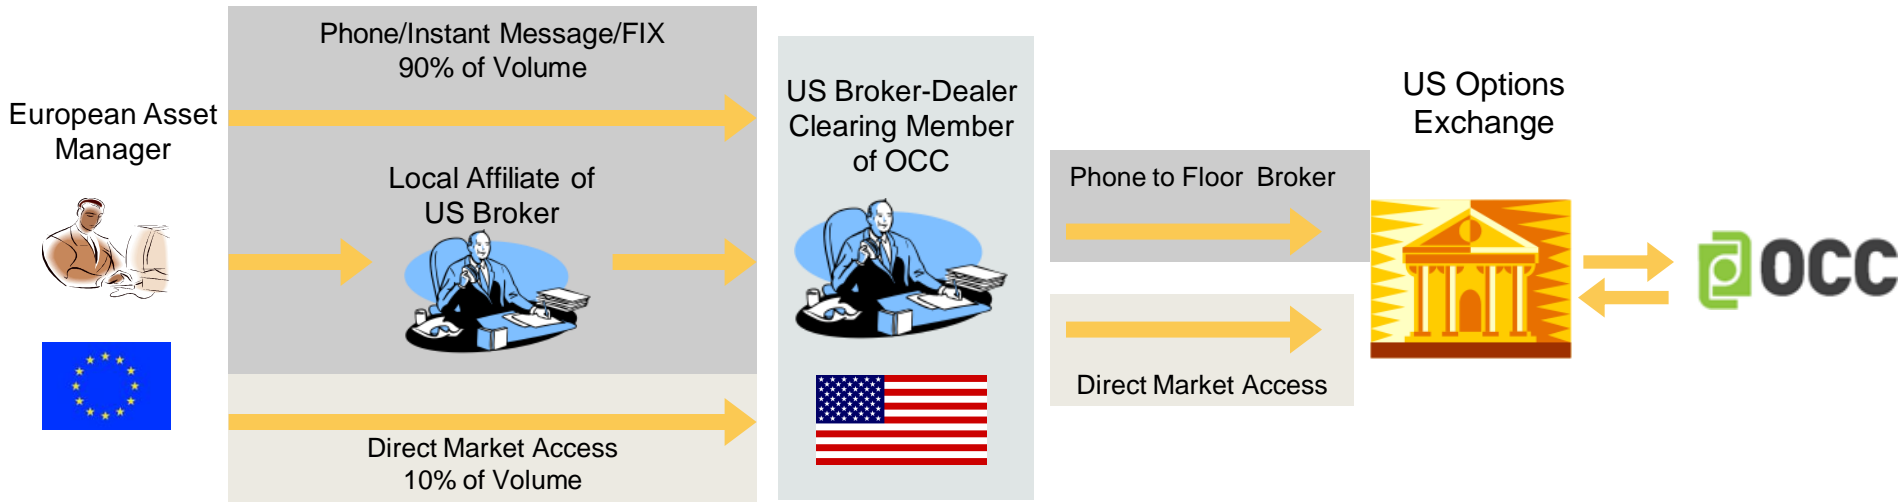 European Asset
Manager
Phone/Instant Message/FIX
90% of Volume
Local Affiliate of
US Broker
Direct Market Access
10% of Volume
US Broker-Dealer
Clearing Member
of OCC
Phone to Floor Broker
Direct Market Access
US Options
Exchange
OCC